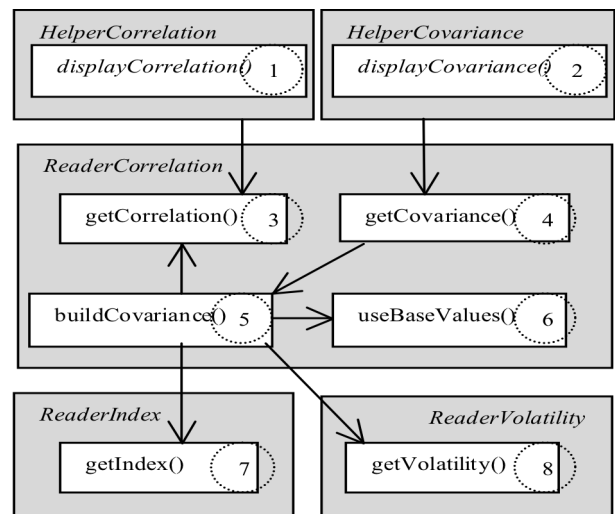 HelperCorrelation
displayCorrelation() 1
HelperCovariance
displayCovariance() 2
ReaderCorrelation
getCorrelation() 3
getCovariance() 4
buildCovariance() 5
useBaseValues() 6
ReaderIndex
getIndex() 7
ReaderVolatility
getVolatility() 8